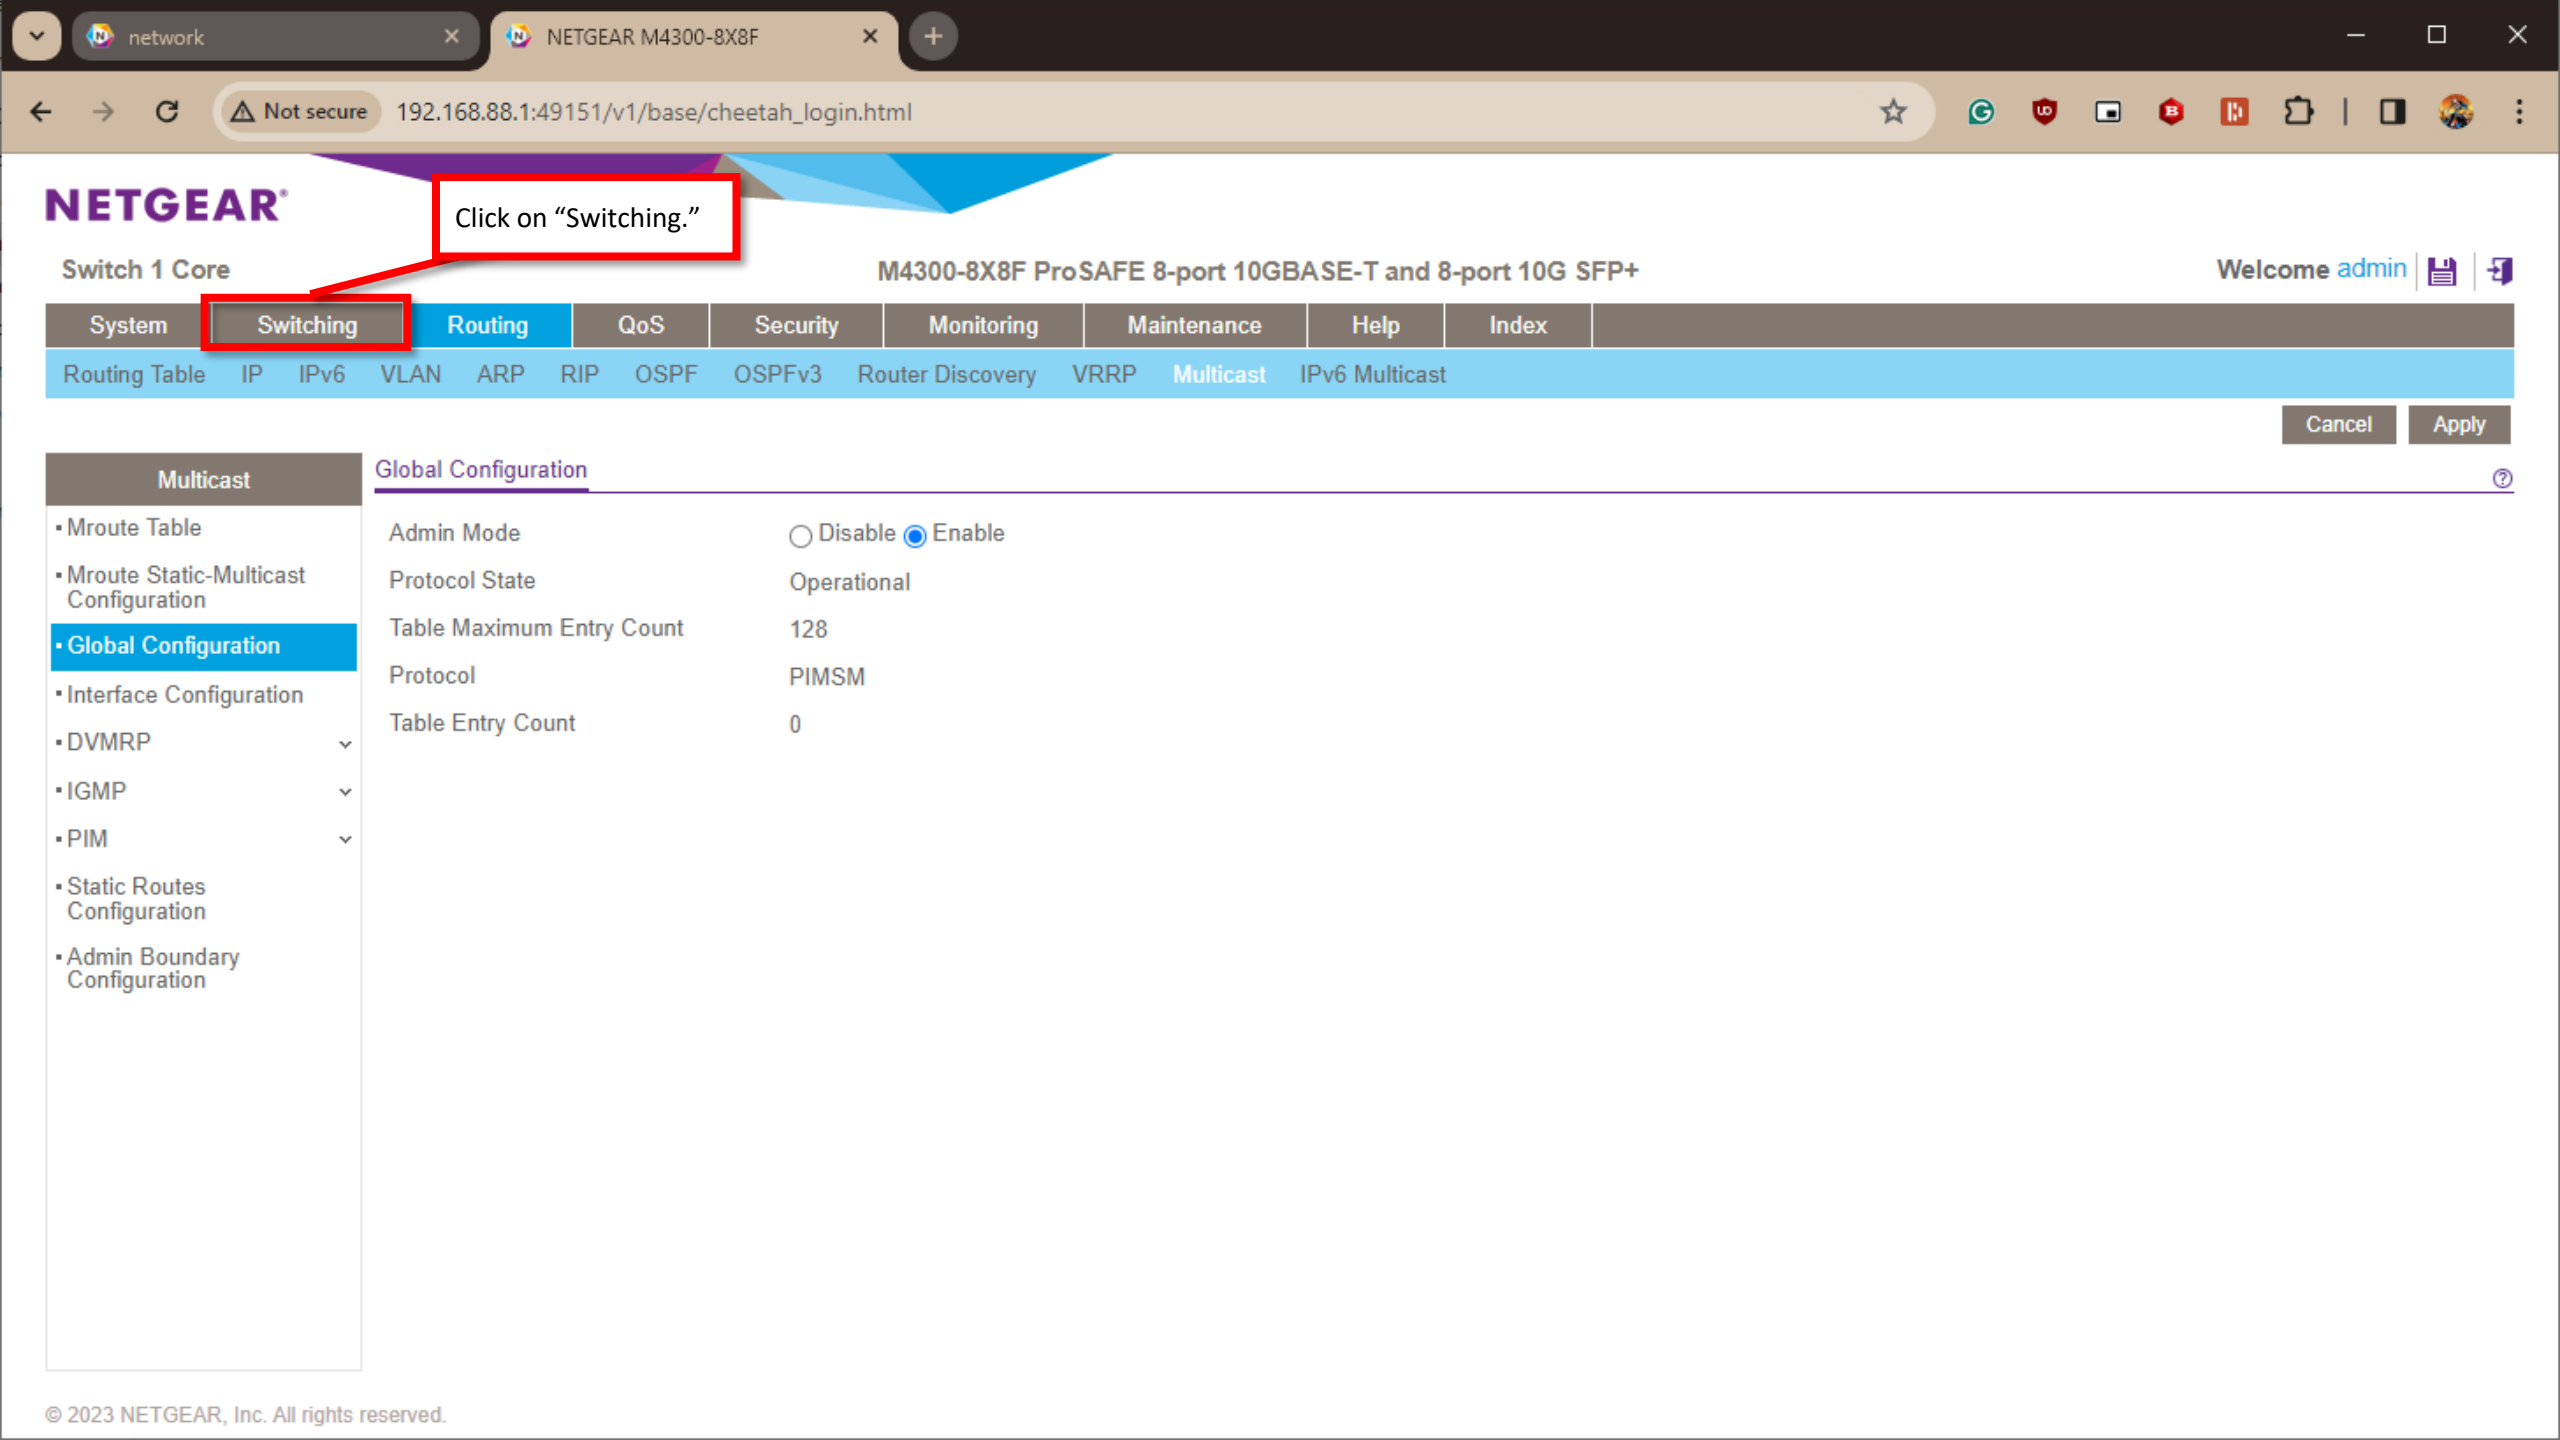 network
NETGEAR M4300-8X8F
Not secure 192.168.88.1:49151/v1/base/cheetah_login.html
NETGEAR®
Click on “Switching.”
Switch 1 Core
M4300-8X8F ProSAFE 8-port 10GBASE-T and 8-port 10G SFP+
Welcome admin
System Switching Routing QoS Security Monitoring Maintenance Help Index
Routing Table IP IPv6 VLAN ARP RIP OSPF OSPFv3 Router Discovery VRRP Multicast IPv6 Multicast
Cancel Apply
Multicast
Mroute Table
Mroute Static-Multicast
Configuration
Global Configuration
Interface Configuration
DVMRP
IGMP
PIM
Static Routes
Configuration
Admin Boundary
Configuration
Global Configuration
Admin Mode Disable Enable
Protocol State Operational
Table Maximum Entry Count 128
Protocol PIMSM
Table Entry Count 0
© 2023 NETGEAR, Inc. All rights reserved.